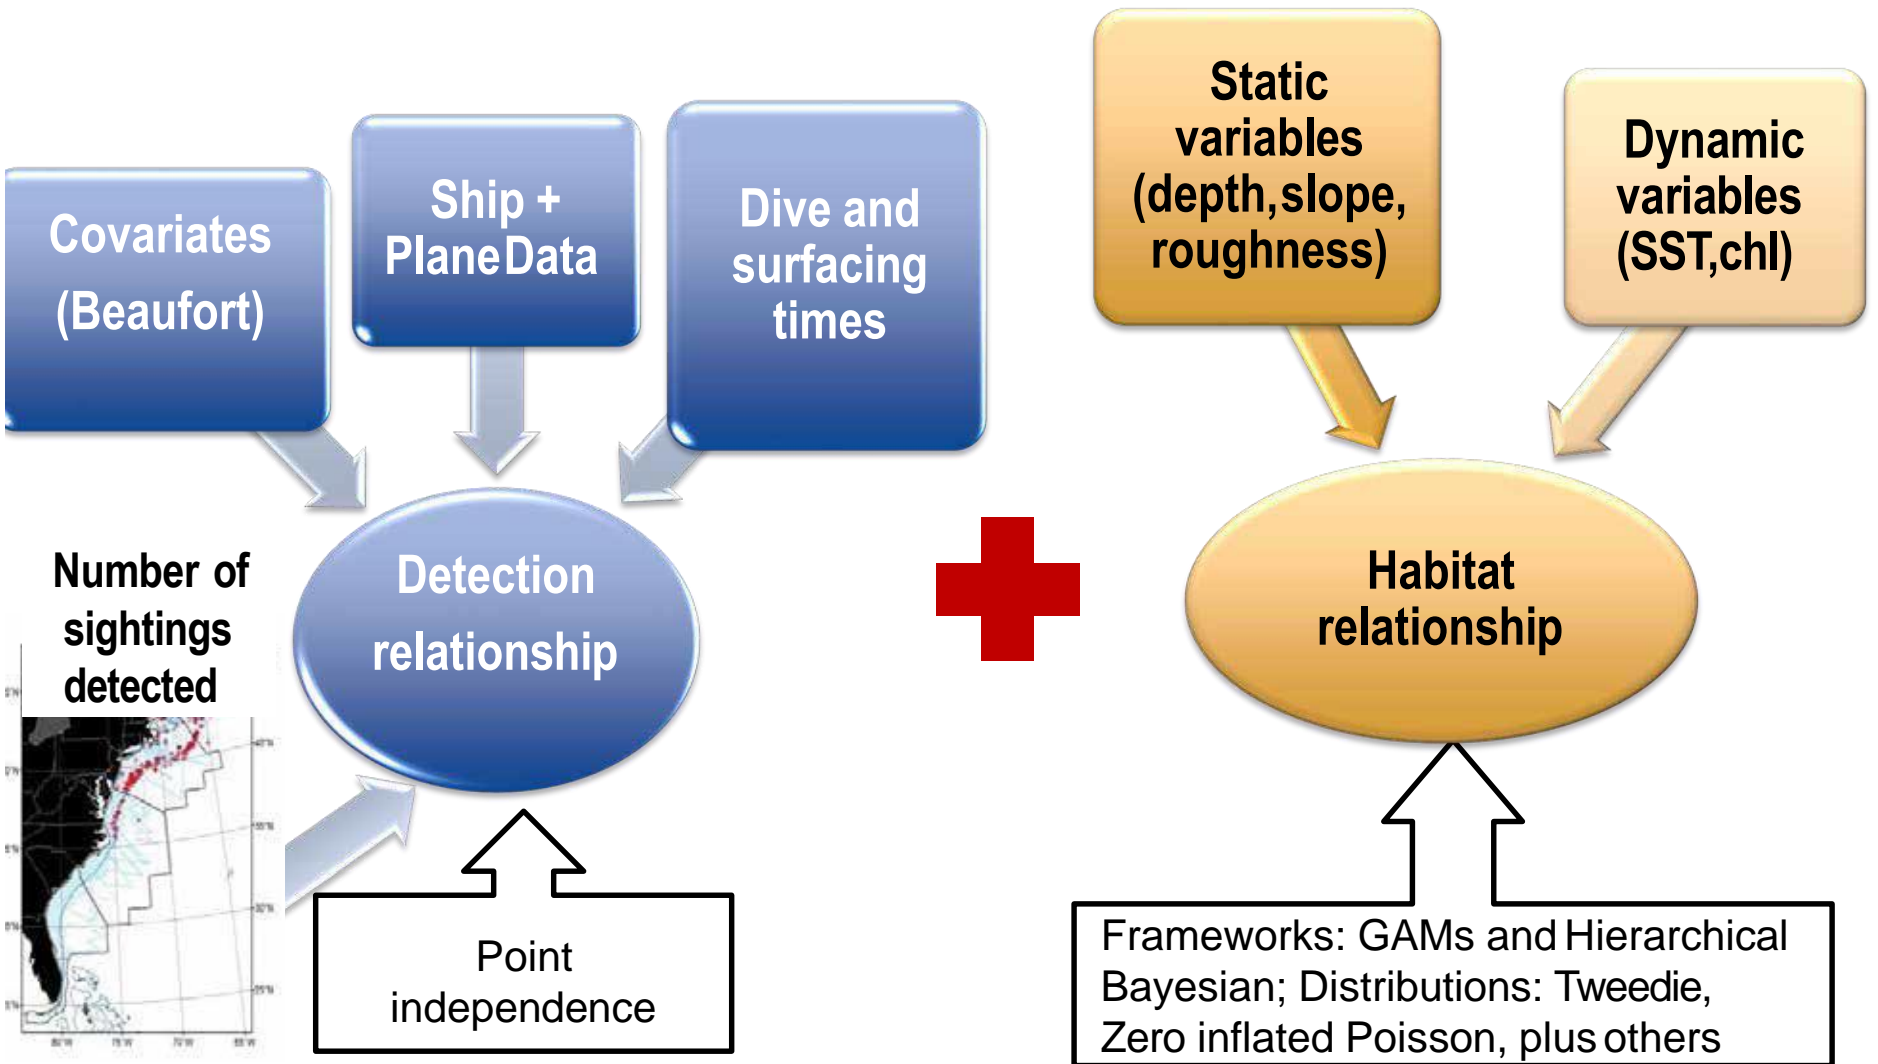 Covariates
(Beaufort)
Ship +
Plane Data
Dive and
surfacing
times
Static
variables
(depth, slope,
roughness)
Dynamic
variables
(SST,chl)
Number of
sightings
detected
Detection
relationship
Habitat
relationship
Point
independence
Frameworks: GAMs and Hierarchical
Bayesian; Distributions: Tweedie,
Zero inflated Poisson, plus others